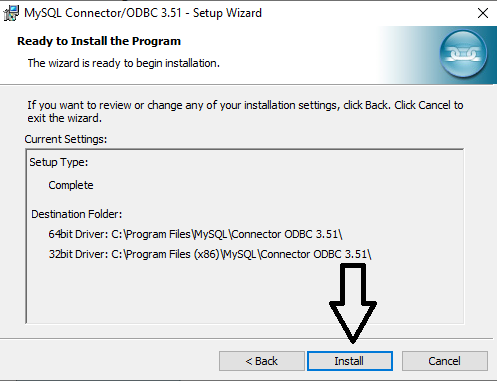 MySQL Connector/ODBC 3.51 - Setup Wizard
Ready to Install the Program
The wizard is ready to begin installation.
If you want to review or change any of your installation settings, click Back. Click Cancel to
exit the wizard.
Current Settings:
Setup Type:
Complete
Destination Folder:
64bit Driver: C:\Program Files\MySQL\Connector ODBC 3.51\
32bit Driver: C:\Program Files (x86)\MySQL\Connector ODBC 3.51\
< Back Install Cancel